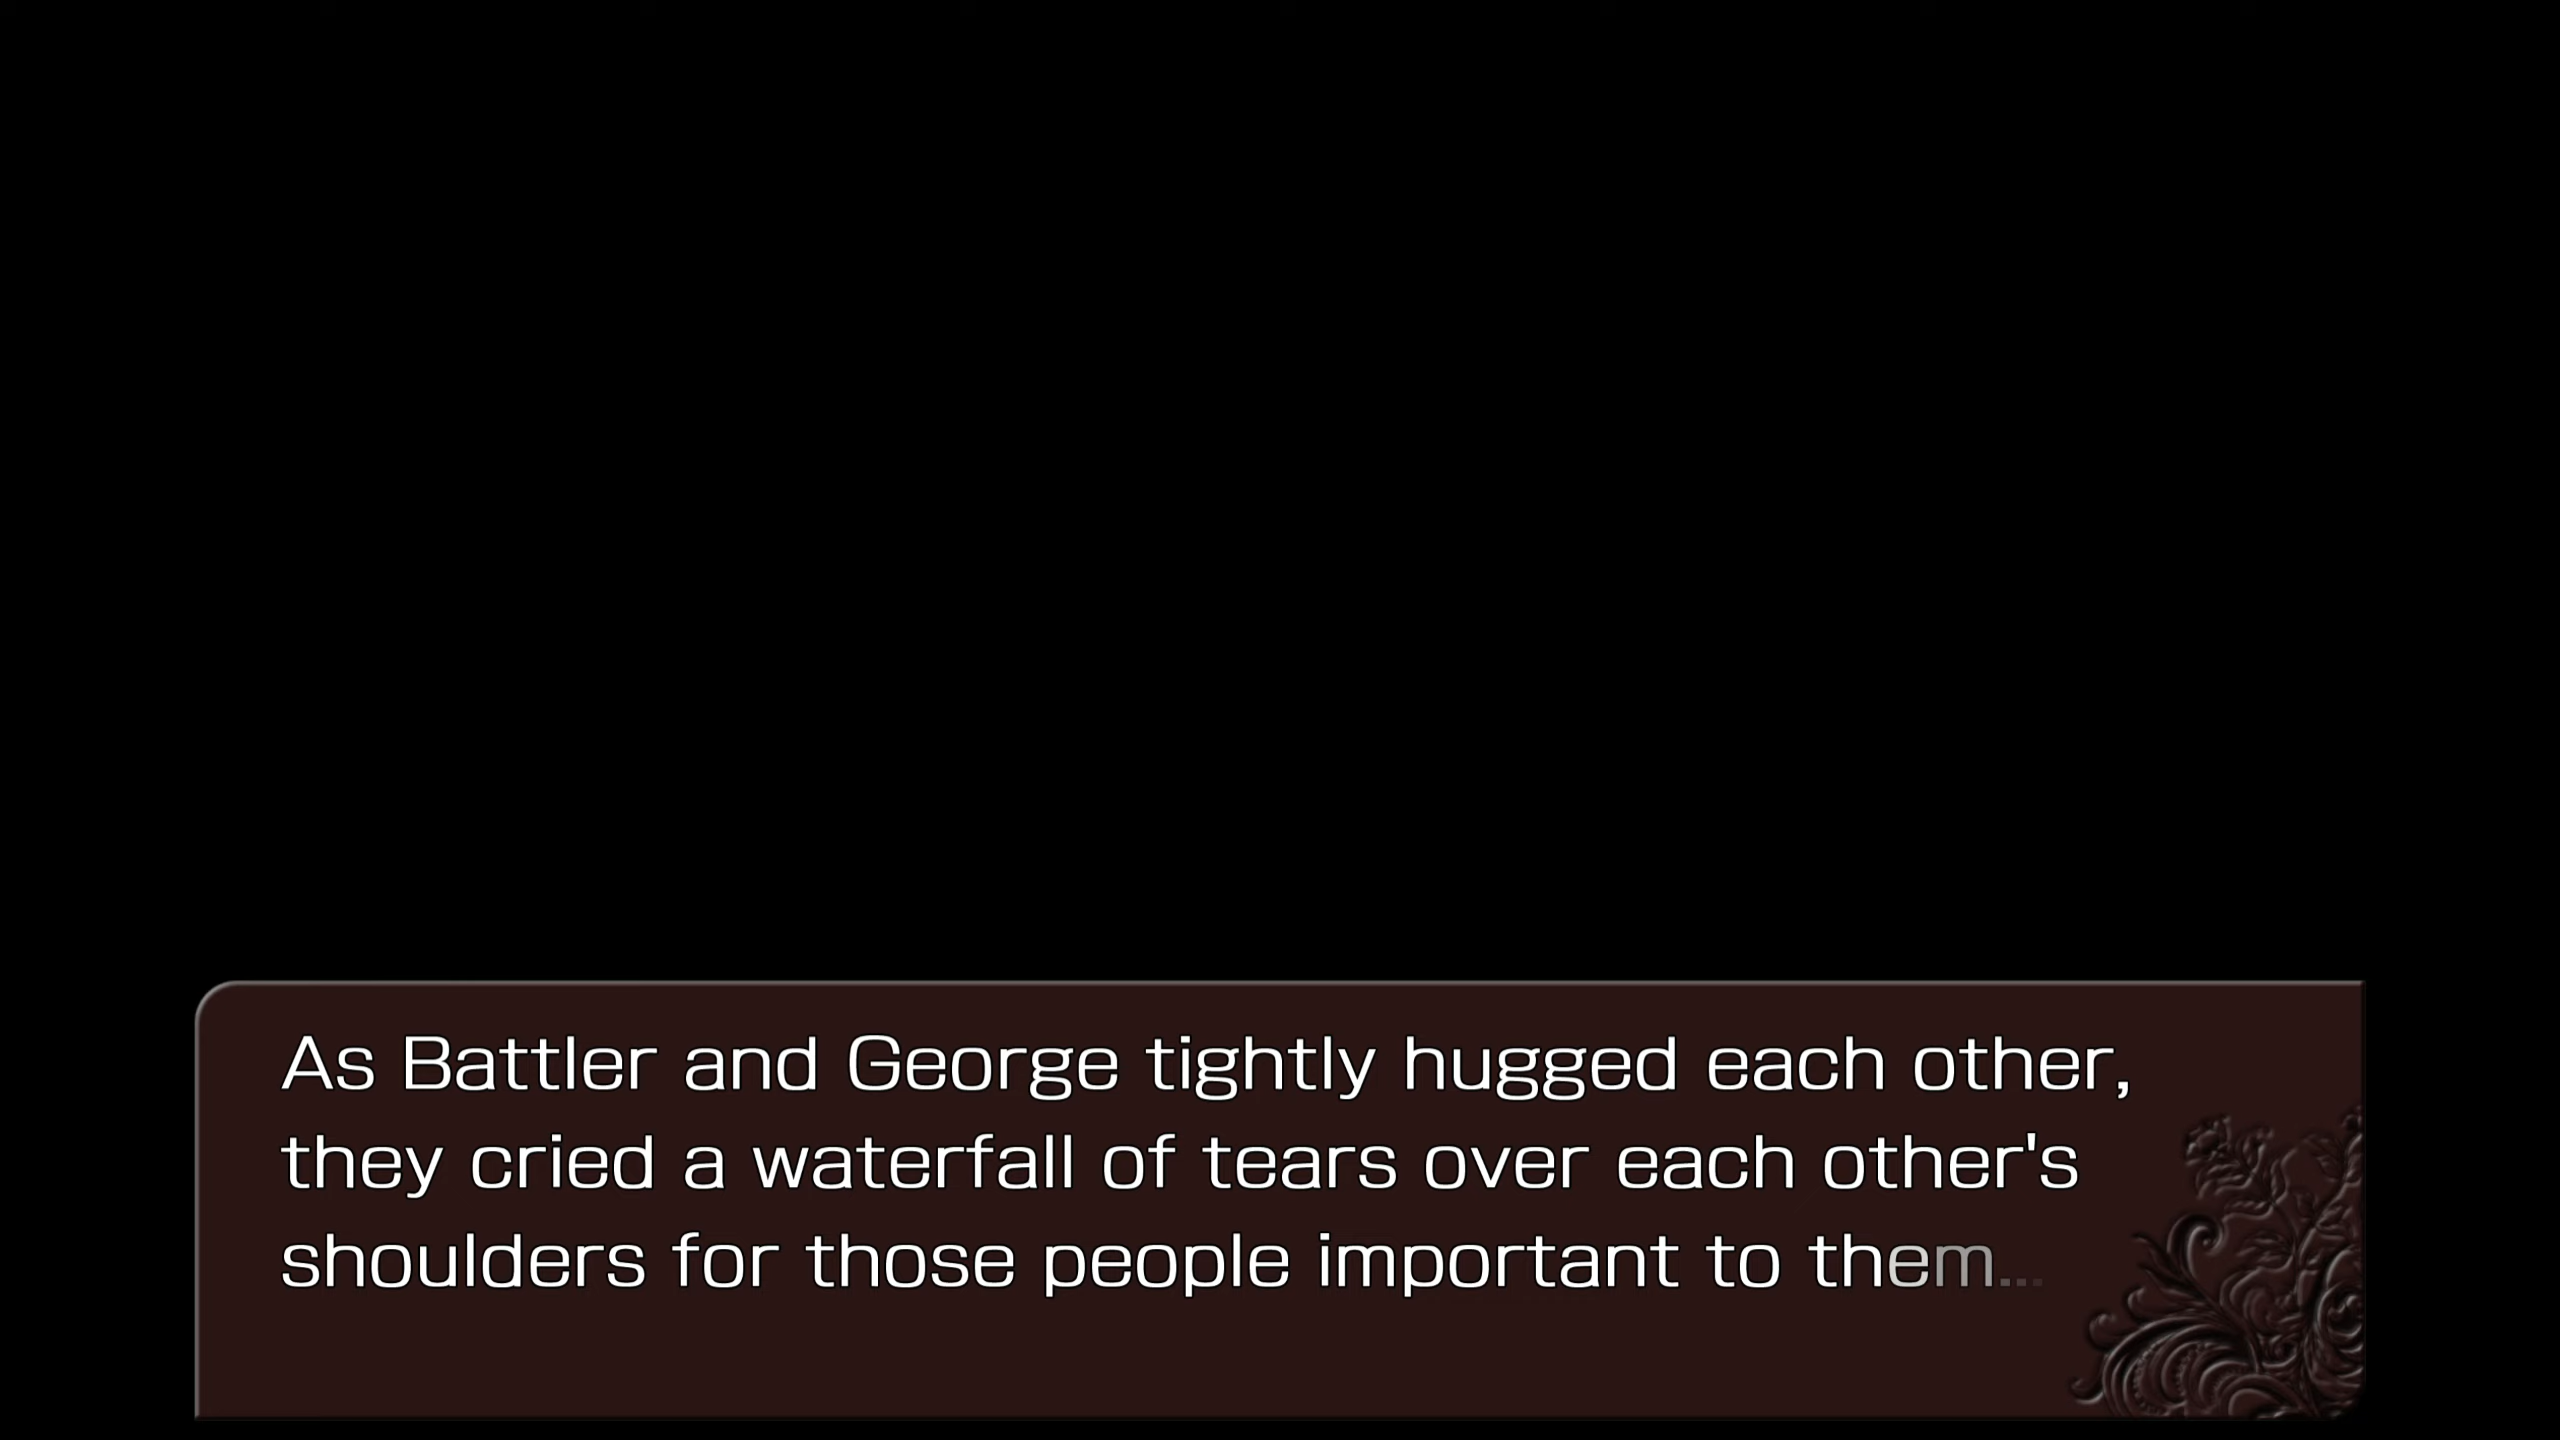 As Battler and George tightly hugged each other,
they cried a waterfall of tears over each other's
shoulders for those people important to them...